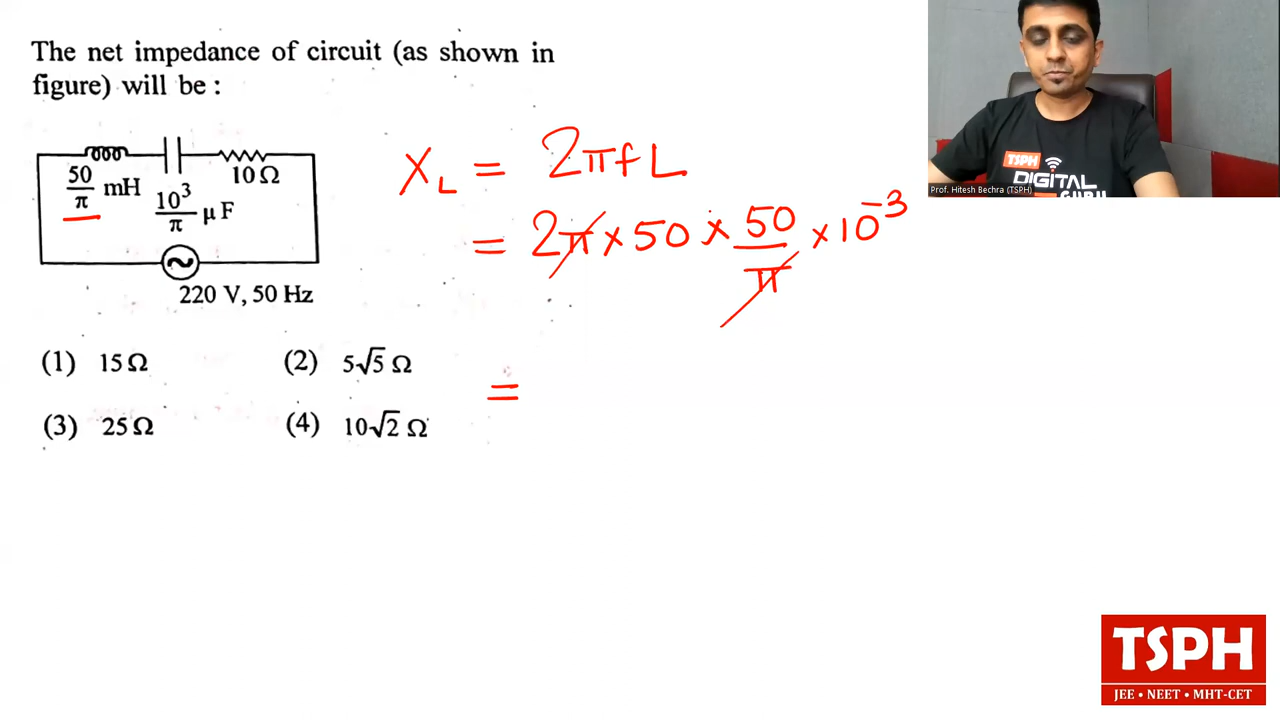 The net impedance of circuit (as shown in
figure) will be :
50/π mH
10³/π μF
10 Ω
220 V, 50 Hz
(1) 15 Ω
(2) 5√5 Ω
(3) 25 Ω
(4) 10√2 Ω
X_L = 2πfL
= 2π × 50 × 50/π × 10⁻³
=
TSPH
DIGITAL
GURU
Prof. Hitesh Bechra (TSPH)
TSPH
JEE • NEET • MHT-CET